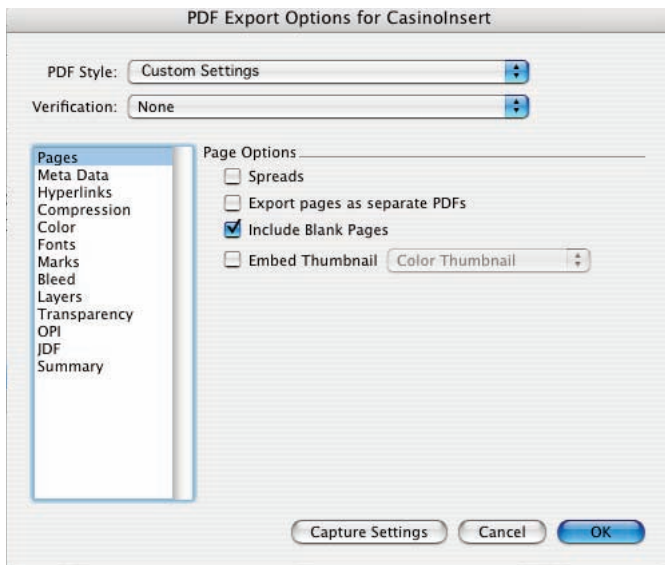 PDF Export Options for CasinoInsert
PDF Style: Custom Settings
Verification: None
Pages
Meta Data
Hyperlinks
Compression
Color
Fonts
Marks
Bleed
Layers
Transparency
OPI
JDF
Summary
Page Options
Spreads
Export pages as separate PDFs
Include Blank Pages
Embed Thumbnail Color Thumbnail
Capture Settings Cancel OK